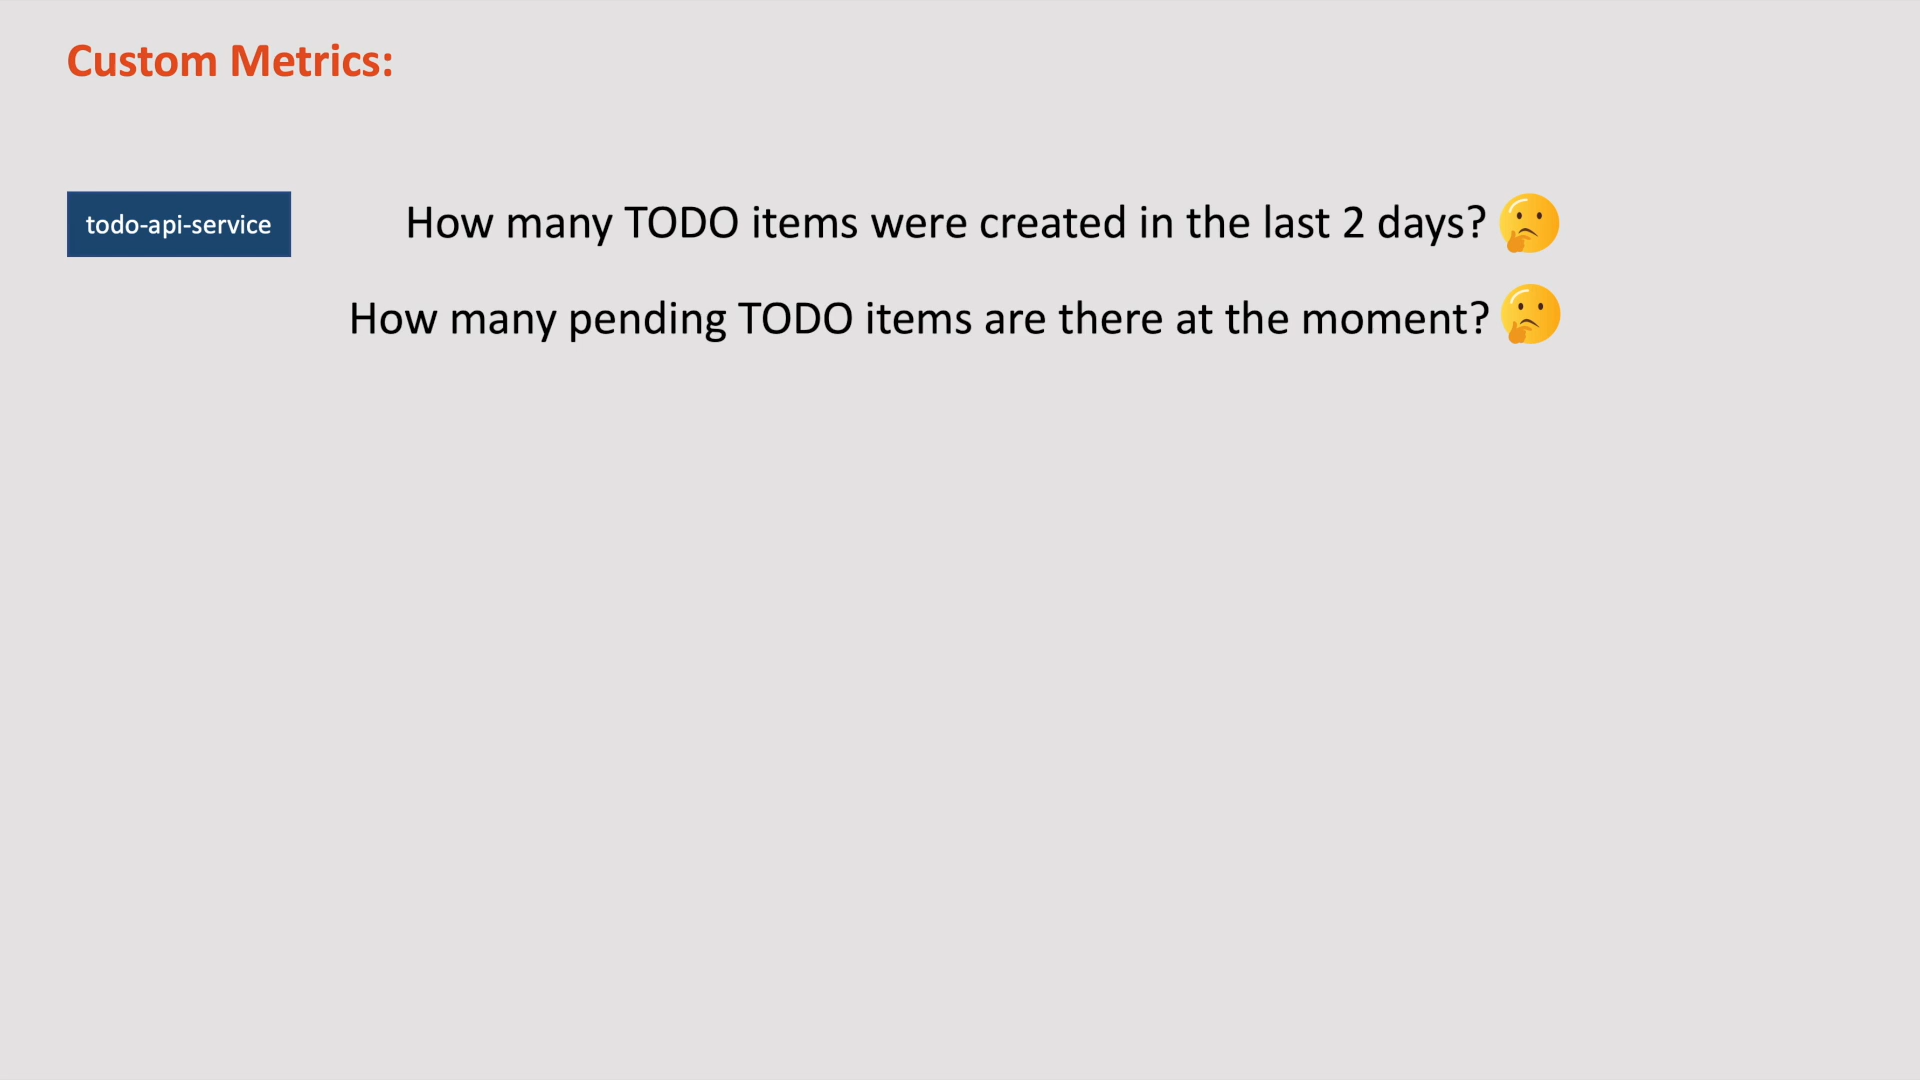 Custom Metrics:
todo-api-service
How many TODO items were created in the last 2 days? 🤔
How many pending TODO items are there at the moment? 🤔